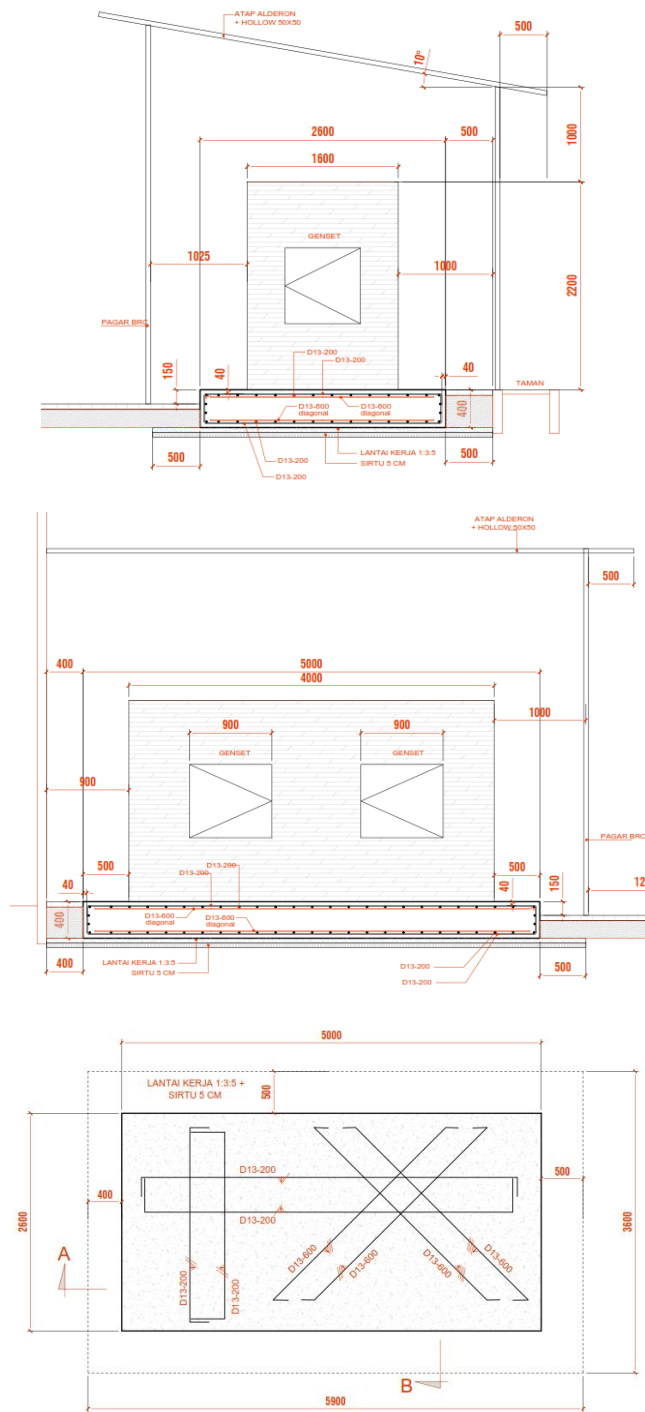 ATAP ALDERON
+ HOLLOW 50X50
500
10°
2600
500
1000
1600
GENSET
1025
1000
2200
PAGAR BRC
150
40
D13-200
D13-200
40
TAMAN
D13-600
diagonal
D13-600
diagonal
400
D13-200
LANTAI KERJA 1:3:5
SIRTU 5 CM
500
500
D13-200
ATAP ALDERON
+ HOLLOW 50X50
500
400
5000
4000
1000
900
900
GENSET
GENSET
900
PAGAR BRC
500
D13-200
D13-200
500
40
40
150
12
400
D13-600
diagonal
D13-600
diagonal
LANTAI KERJA 1:3:5
SIRTU 5 CM
D13-200
D13-200
400
500
5000
LANTAI KERJA 1:3:5 +
SIRTU 5 CM
500
D13-200
500
400
2600
D13-200
3600
A
D13-200
D13-200
D13-600
D13-600
D13-600
D13-600
B
5900